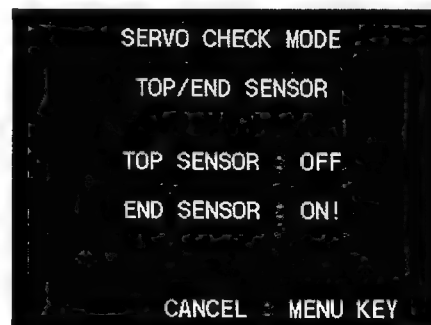 SERVO CHECK MODE
TOP/END SENSOR
TOP SENSOR : OFF
END SENSOR : ON!
CANCEL : MENU KEY